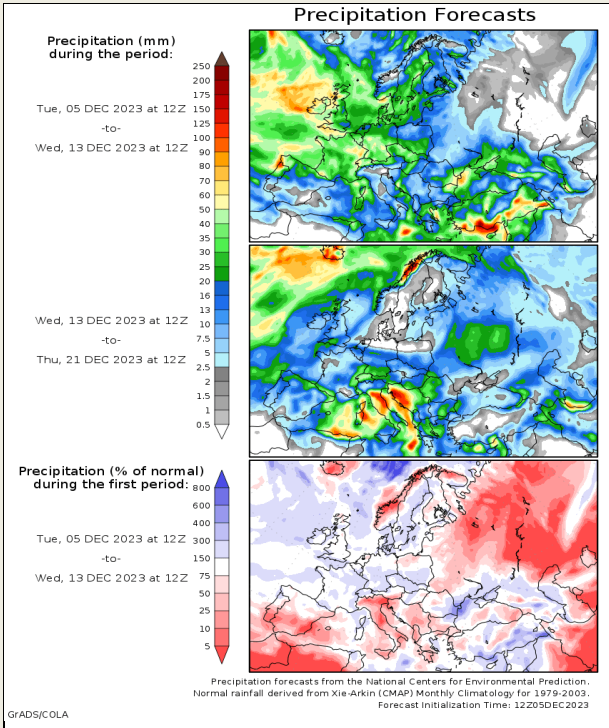 Precipitation Forecasts
Precipitation (mm)
during the period:
250
200
175
150
125
100
90
80
70
60
50
40
35
30
25
20
16
13
10
7.5
5
2.5
2
1.5
1
0.5
Tue, 05 DEC 2023 at 12Z
-to-
Wed, 13 DEC 2023 at 12Z
Wed, 13 DEC 2023 at 12Z
-to-
Thu, 21 DEC 2023 at 12Z
Precipitation (% of normal)
during the first period:
800
600
400
300
150
75
50
25
10
5
Tue, 05 DEC 2023 at 12Z
-to-
Wed, 13 DEC 2023 at 12Z
Precipitation forecasts from the National Centers for Environmental Prediction.
Normal rainfall derived from Xie-Arkin (CMAP) Monthly Climatology for 1979-2003.
Forecast Initialization Time: 12Z05DEC2023
GrADS/COLA